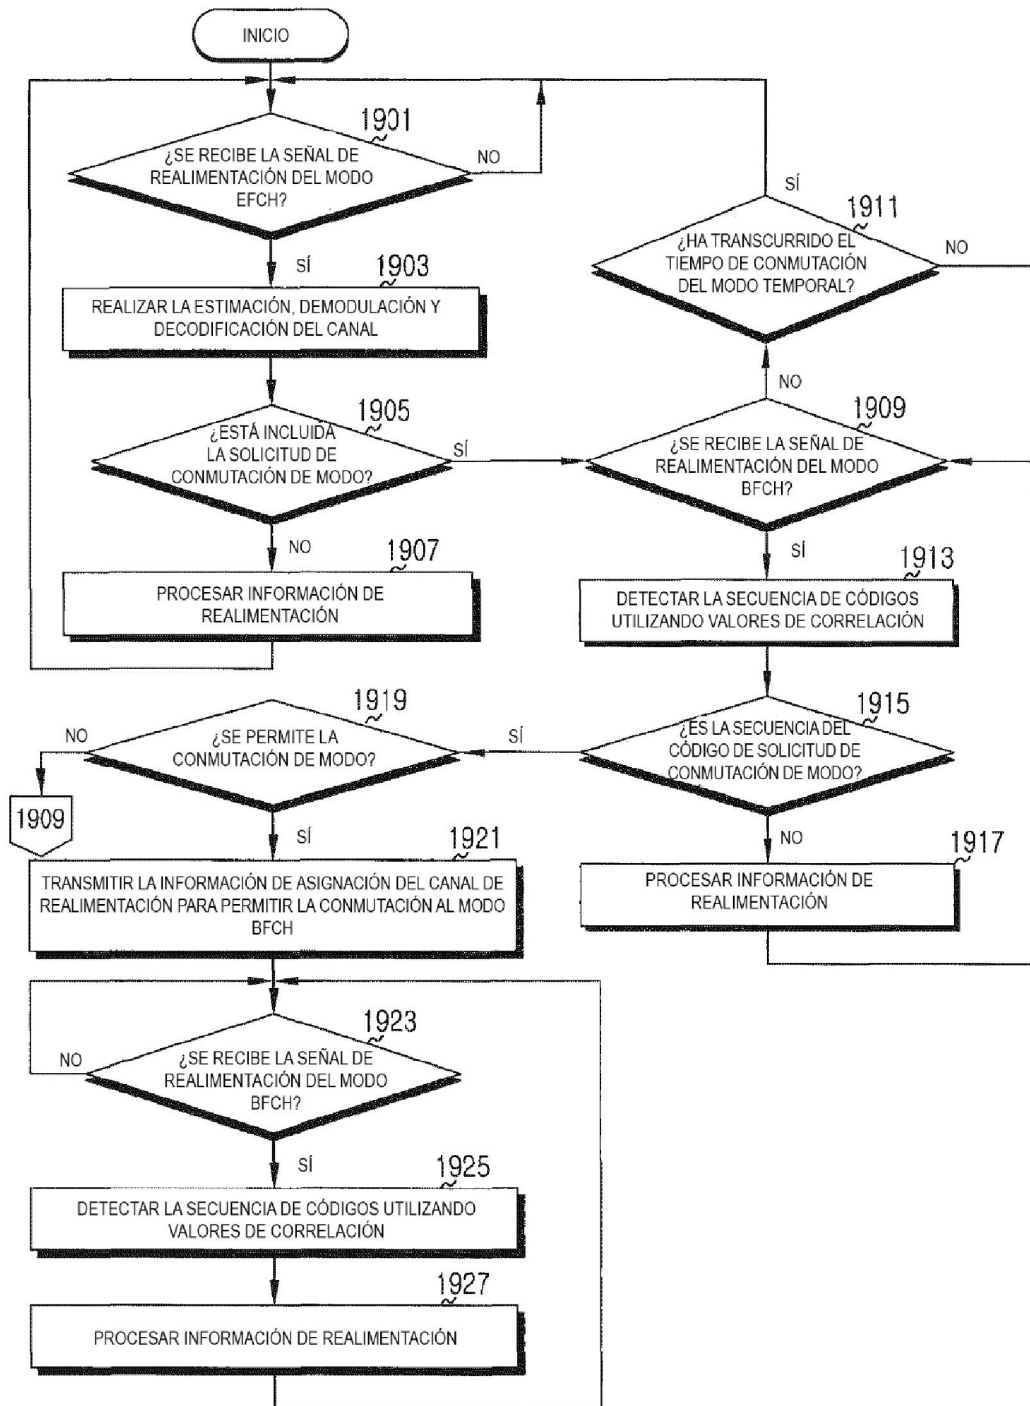 INICIO
1901
¿SE RECIBE LA SEÑAL DE
REALIMENTACIÓN DEL MODO
EFCH?
NO
SÍ
1903
REALIZAR LA ESTIMACIÓN, DEMODULACIÓN Y
DECODIFICACIÓN DEL CANAL
1905
¿ESTÁ INCLUIDA
LA SOLICITUD DE
CONMUTACIÓN DE MODO?
SÍ
NO
1907
PROCESAR INFORMACIÓN DE
REALIMENTACIÓN
SÍ
1911
¿HA TRANSCURRIDO EL
TIEMPO DE CONMUTACIÓN
DEL MODO TEMPORAL?
NO
NO
1909
¿SE RECIBE LA SEÑAL DE
REALIMENTACIÓN DEL MODO
BFCH?
SÍ
1913
DETECTAR LA SECUENCIA DE CÓDIGOS
UTILIZANDO VALORES DE CORRELACIÓN
1915
¿ES LA SECUENCIA DEL
CÓDIGO DE SOLICITUD DE
CONMUTACIÓN DE MODO?
SÍ
NO
1917
PROCESAR INFORMACIÓN DE
REALIMENTACIÓN
1919
¿SE PERMITE LA
CONMUTACIÓN DE MODO?
NO
1909
SÍ
1921
TRANSMITIR LA INFORMACIÓN DE ASIGNACIÓN DEL CANAL DE
REALIMENTACIÓN PARA PERMITIR LA CONMUTACIÓN AL MODO
BFCH
1923
¿SE RECIBE LA SEÑAL DE
REALIMENTACIÓN DEL MODO
BFCH?
NO
SÍ
1925
DETECTAR LA SECUENCIA DE CÓDIGOS UTILIZANDO
VALORES DE CORRELACIÓN
1927
PROCESAR INFORMACIÓN DE REALIMENTACIÓN